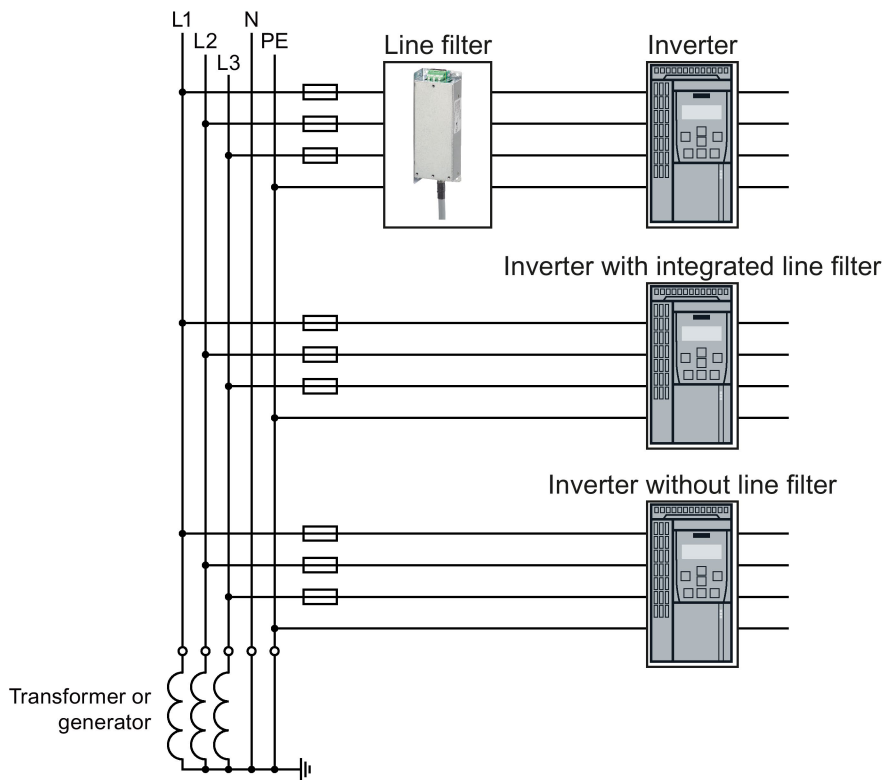 L1
L2
L3
N
PE
Line filter
Inverter
Inverter with integrated line filter
Inverter without line filter
Transformer or
generator